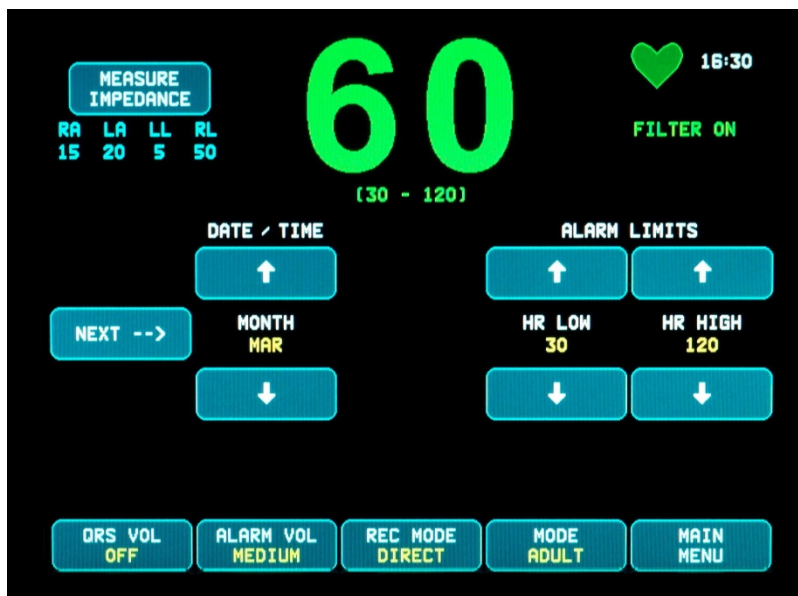 MEASURE
IMPEDANCE
RA LA LL RL
15 20 5 50
60
(30 - 120)
16:30
FILTER ON
DATE / TIME
ALARM LIMITS
NEXT -->
MONTH
MAR
HR LOW
30
HR HIGH
120
QRS VOL
OFF
ALARM VOL
MEDIUM
REC MODE
DIRECT
MODE
ADULT
MAIN
MENU